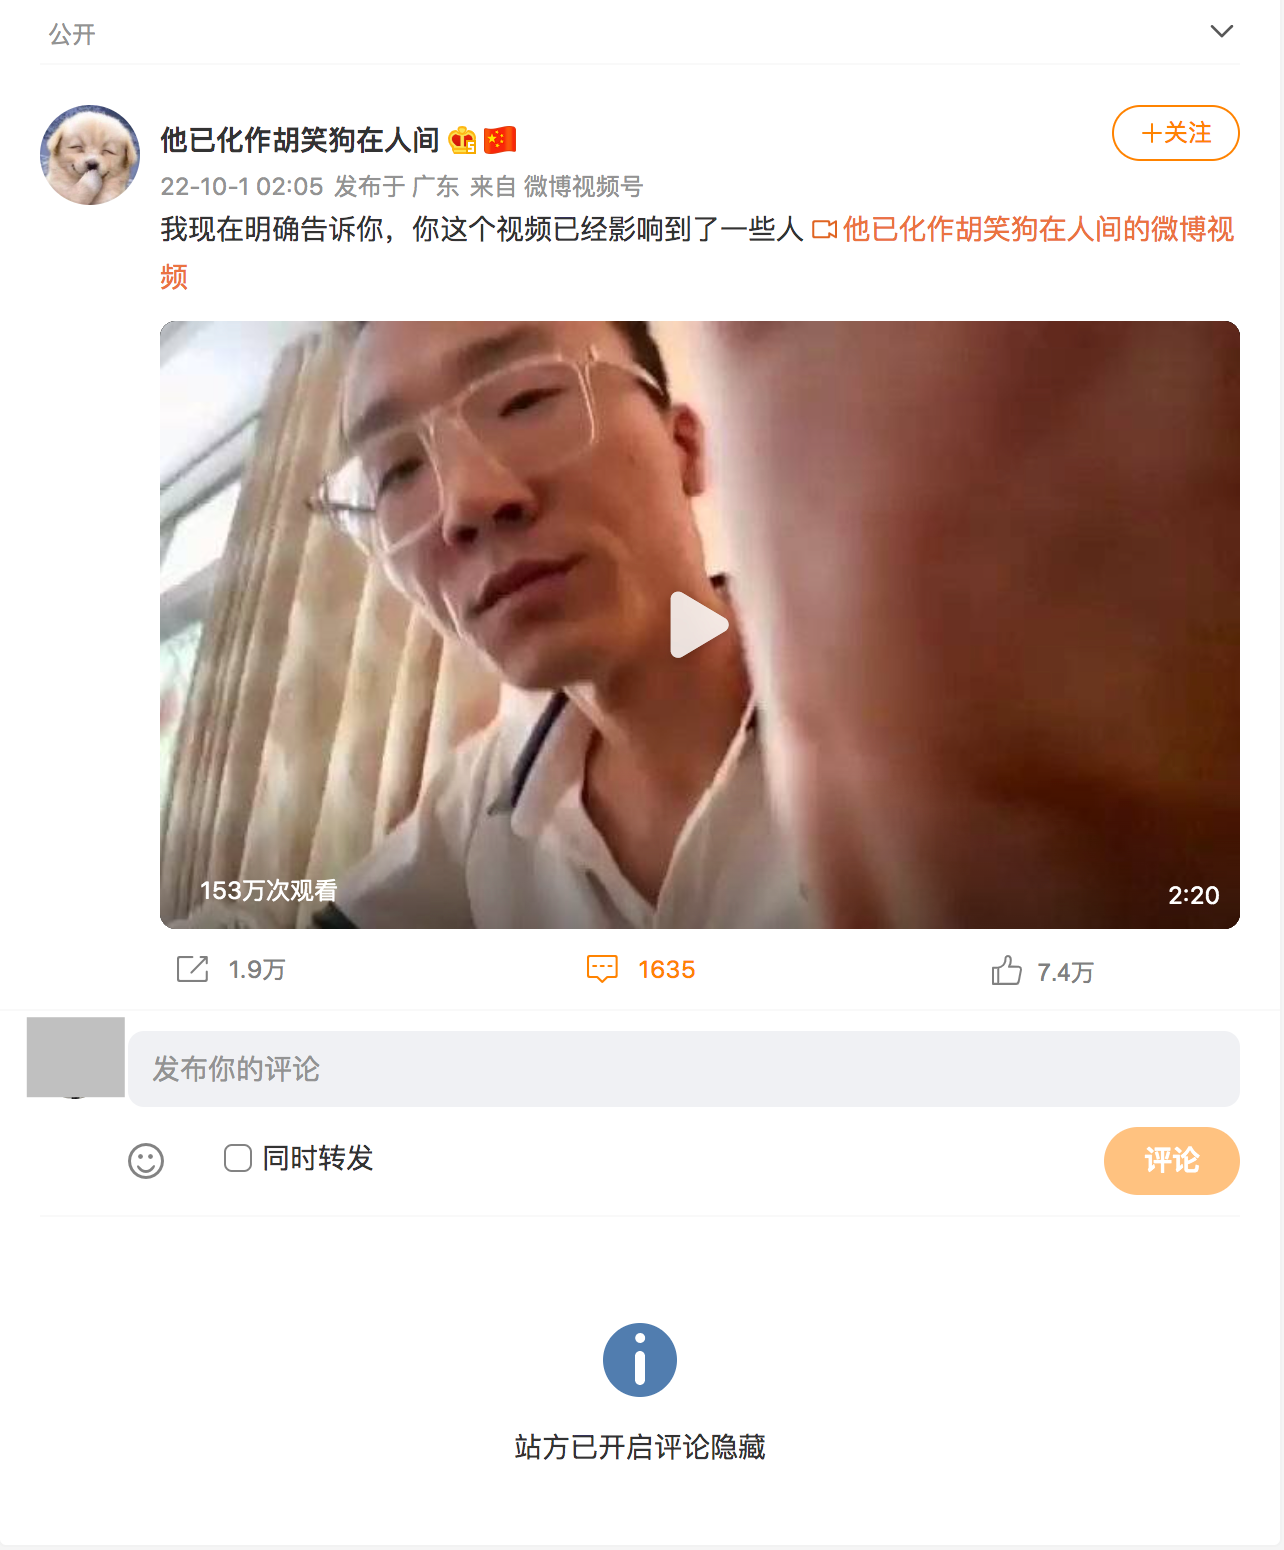 公开
他已化作胡笑狗在人间
+关注
22-10-1 02:05 发布于 广东 来自 微博视频号
我现在明确告诉你，你这个视频已经影响到了一些人 他已化作胡笑狗在人间的微博视
频
153万次观看
2:20
1.9万
1635
7.4万
发布你的评论
同时转发
评论
站方已开启评论隐藏